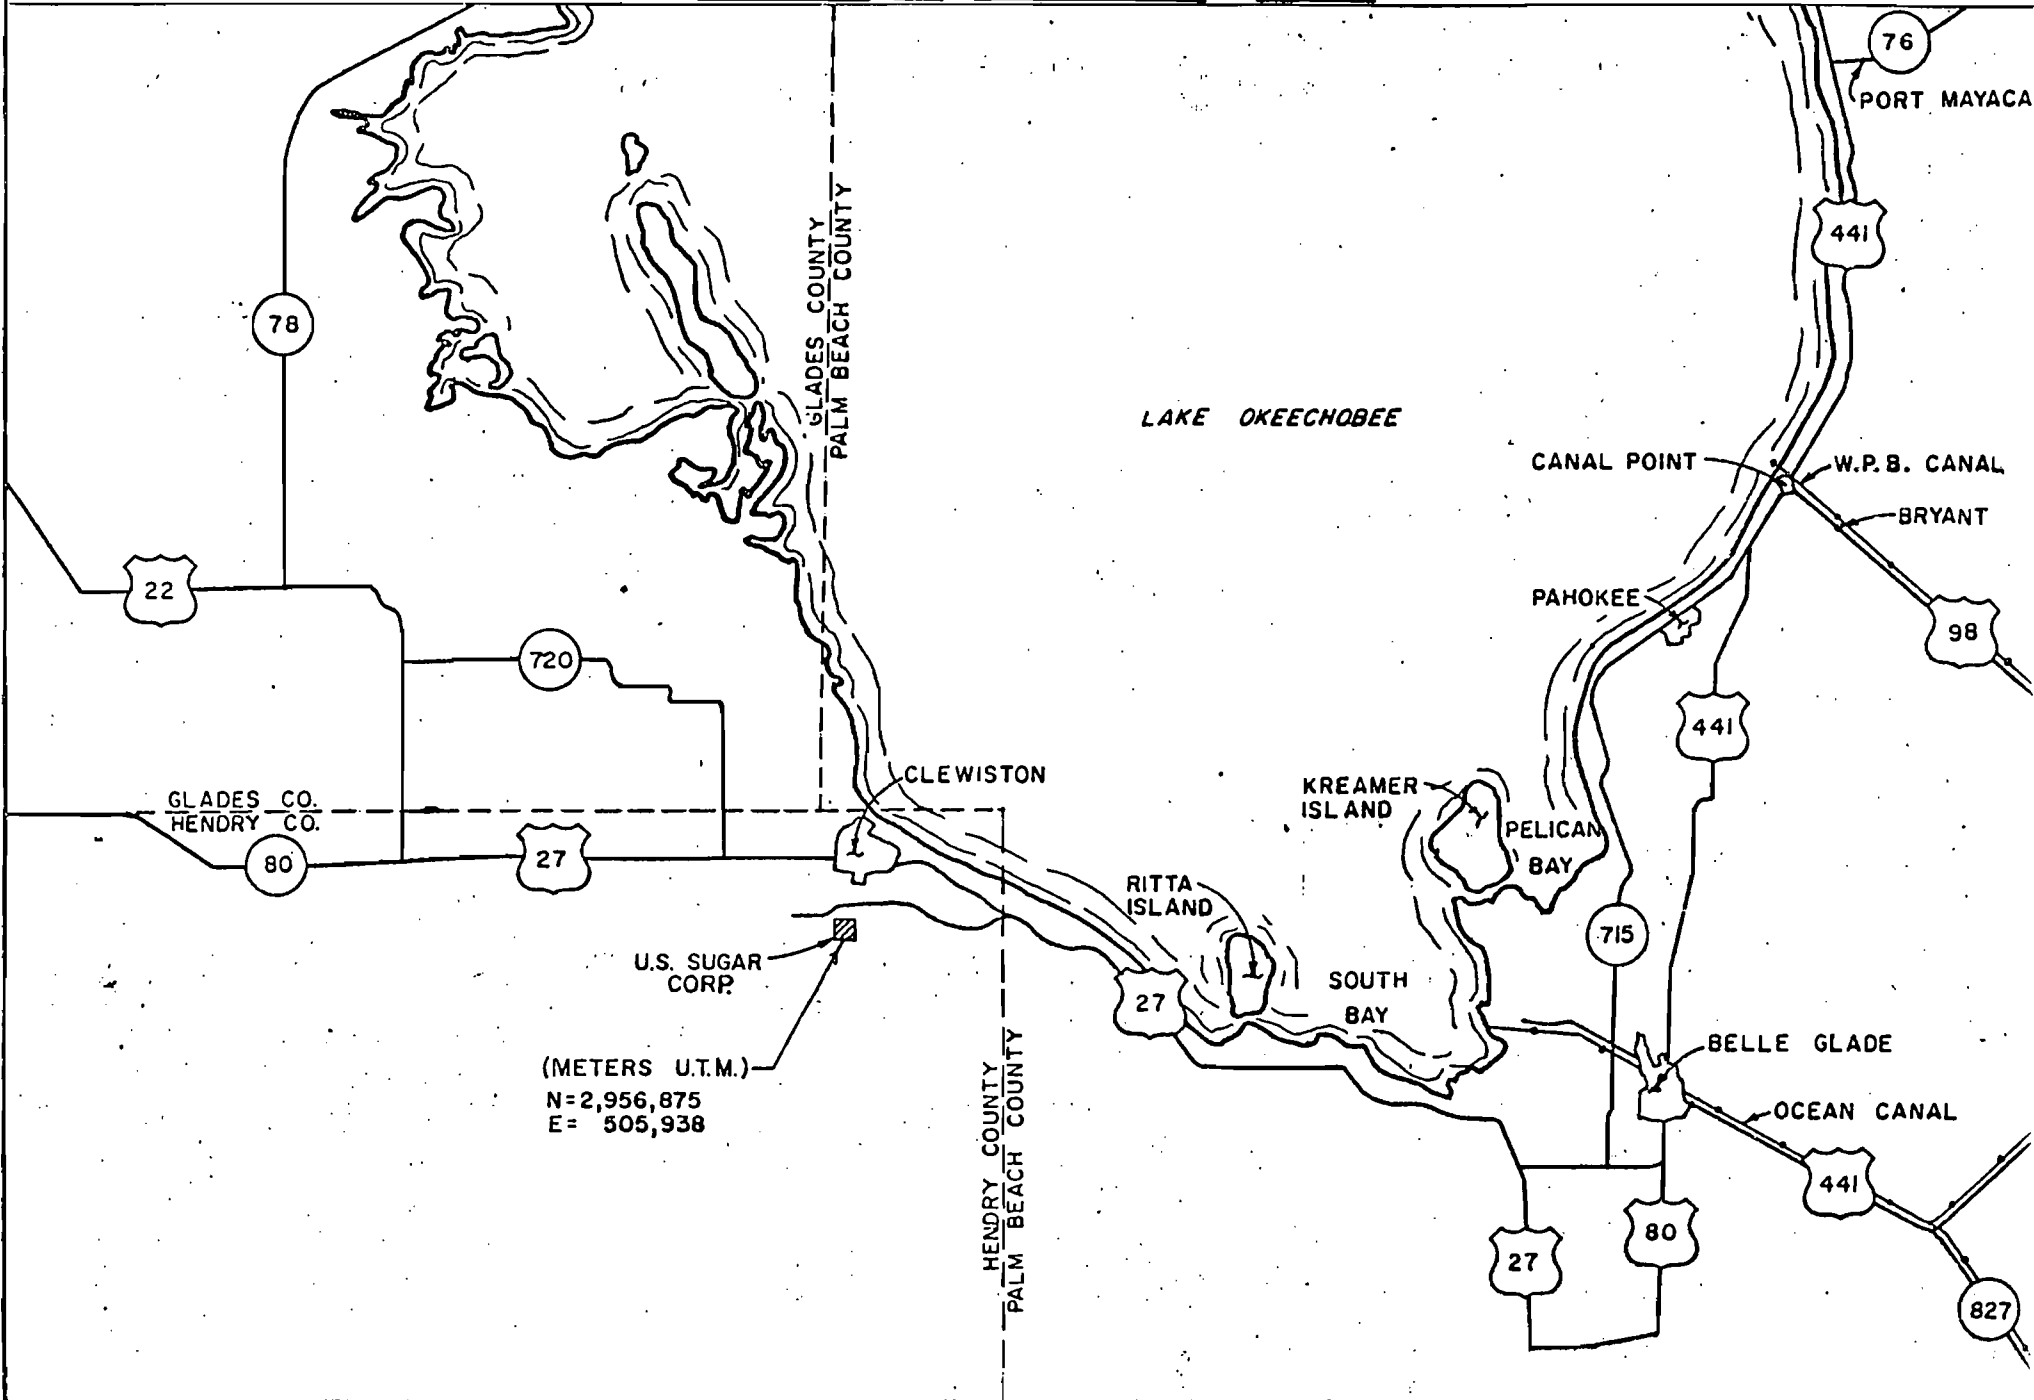 76
PORT MAYACA
441
GLADES COUNTY
PALM BEACH COUNTY
78
LAKE OKEECHOBEE
CANAL POINT
W.P.B. CANAL
BRYANT
22
PAHOKEE
98
720
441
CLEWISTON
KREAMER
ISLAND
GLADES CO.
HENDRY CO.
PELICAN
BAY
80
27
RITTA
ISLAND
715
U.S. SUGAR
CORP.
SOUTH
BAY
27
BELLE GLADE
(METERS U.T.M.)
N=2,956,875
E= 505,938
OCEAN CANAL
HENDRY COUNTY
PALM BEACH COUNTY
441
80
27
827